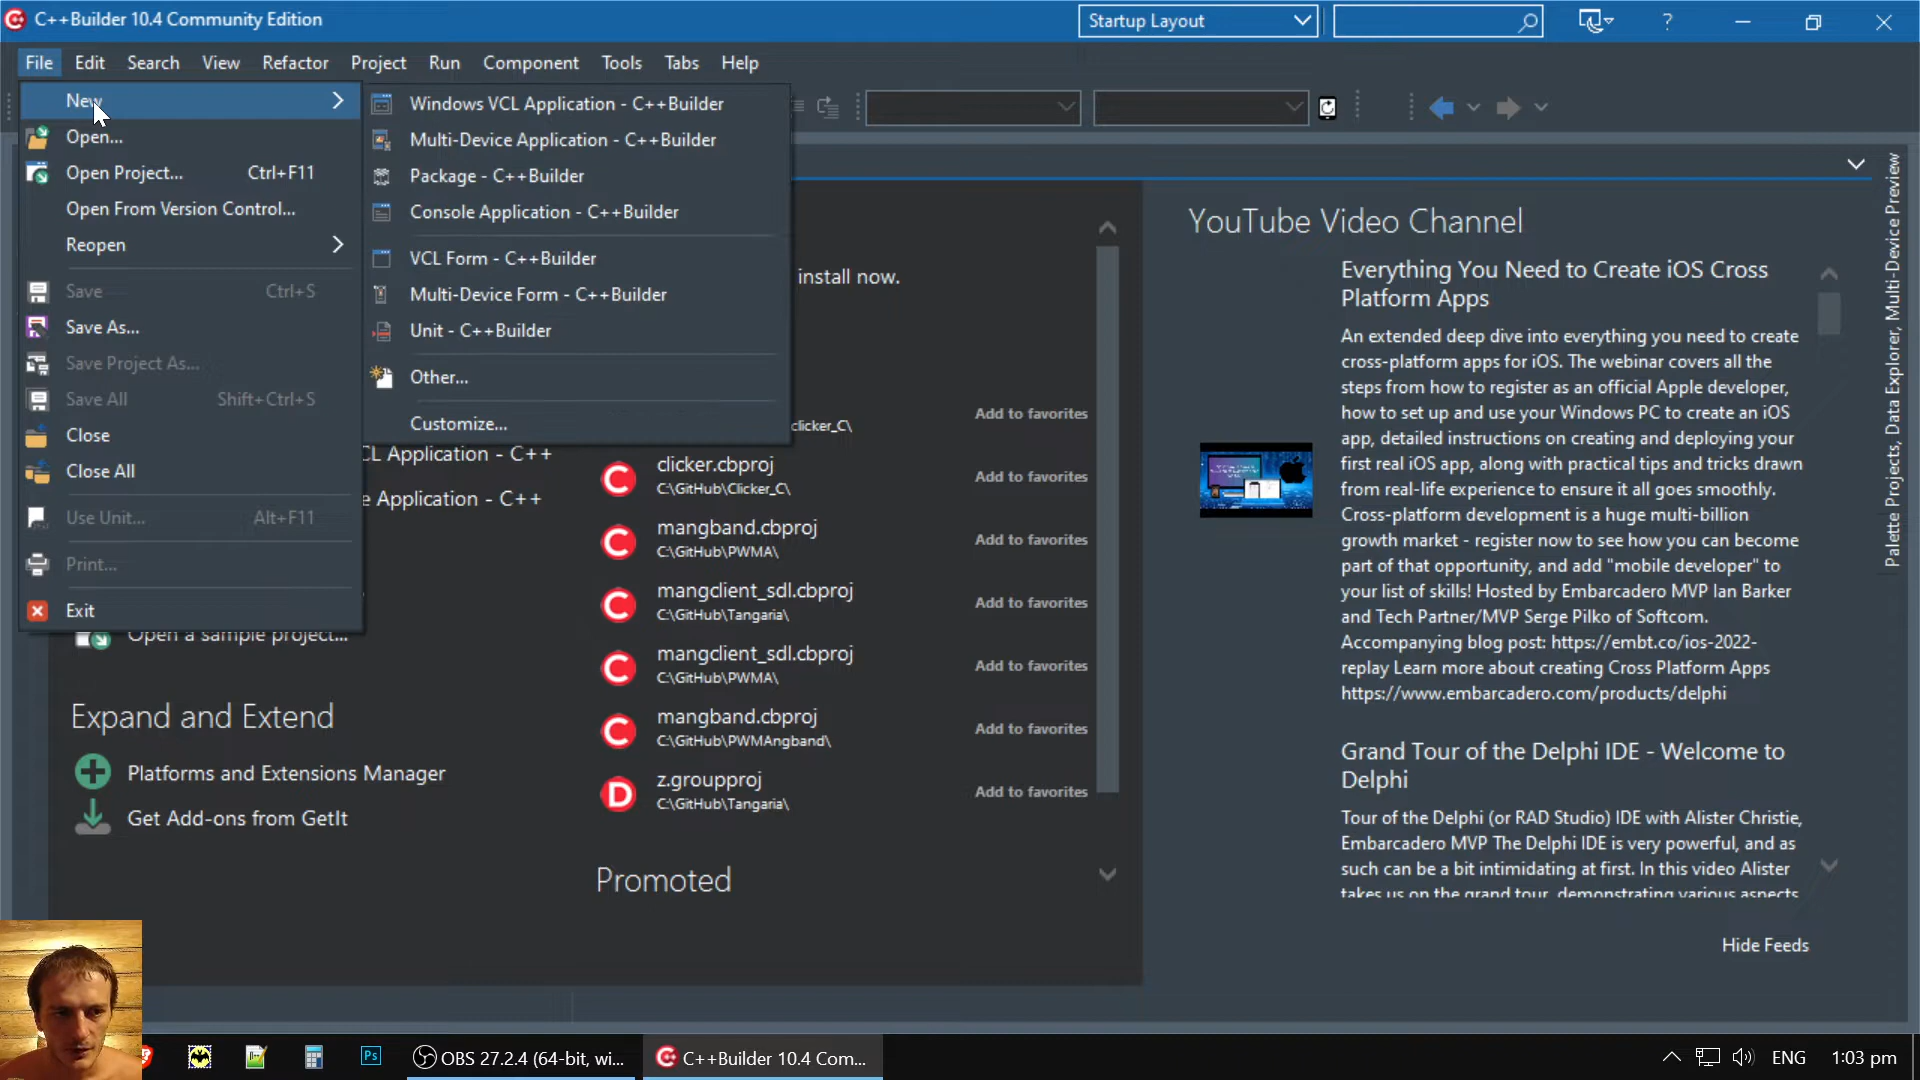 C++Builder 10.4 Community Edition
Startup Layout
?
File Edit Search View Refactor Project Run Component Tools Tabs Help
New
Open...
Open Project... Ctrl+F11
Open From Version Control...
Reopen
Save Ctrl+S
Save As...
Save Project As...
Save All Shift+Ctrl+S
Close
Close All
Use Unit... Alt+F11
Print...
Exit
Windows VCL Application - C++Builder
Multi-Device Application - C++Builder
Package - C++Builder
Console Application - C++Builder
VCL Form - C++Builder
Multi-Device Form - C++Builder
Unit - C++Builder
Other...
Customize...
CL Application - C++
e Application - C++
Open a sample project...
Expand and Extend
Platforms and Extensions Manager
Get Add-ons from GetIt
install now.
clicker_C\ Add to favorites
clicker.cbproj
C:\GitHub\Clicker_C\ Add to favorites
mangband.cbproj
C:\GitHub\PWMA\ Add to favorites
mangclient_sdl.cbproj
C:\GitHub\Tangaria\ Add to favorites
mangclient_sdl.cbproj
C:\GitHub\PWMA\ Add to favorites
mangband.cbproj
C:\GitHub\PWMAngband\ Add to favorites
z.groupproj
C:\GitHub\Tangaria\ Add to favorites
Promoted
YouTube Video Channel
Everything You Need to Create iOS Cross
Platform Apps
An extended deep dive into everything you need to create
cross-platform apps for iOS. The webinar covers all the
steps from how to register as an official Apple developer,
how to set up and use your Windows PC to create an iOS
app, detailed instructions on creating and deploying your
first real iOS app, along with practical tips and tricks drawn
from real-life experience to ensure it all goes smoothly.
Cross-platform development is a huge multi-billion
growth market - register now to see how you can become
part of that opportunity, and add "mobile developer" to
your list of skills! Hosted by Embarcadero MVP Ian Barker
and Tech Partner/MVP Serge Pilko of Softcom.
Accompanying blog post: https://embt.co/ios-2022-
replay Learn more about creating Cross Platform Apps
https://www.embarcadero.com/products/delphi
Grand Tour of the Delphi IDE - Welcome to
Delphi
Tour of the Delphi (or RAD Studio) IDE with Alister Christie,
Embarcadero MVP The Delphi IDE is very powerful, and as
such can be a bit intimidating at first. In this video Alister
takes us on the grand tour, demonstrating various aspects
Hide Feeds
Palette Projects, Data Explorer, Multi-Device Preview
Ps
OBS 27.2.4 (64-bit, wi...
C++Builder 10.4 Com...
ENG
1:03 pm